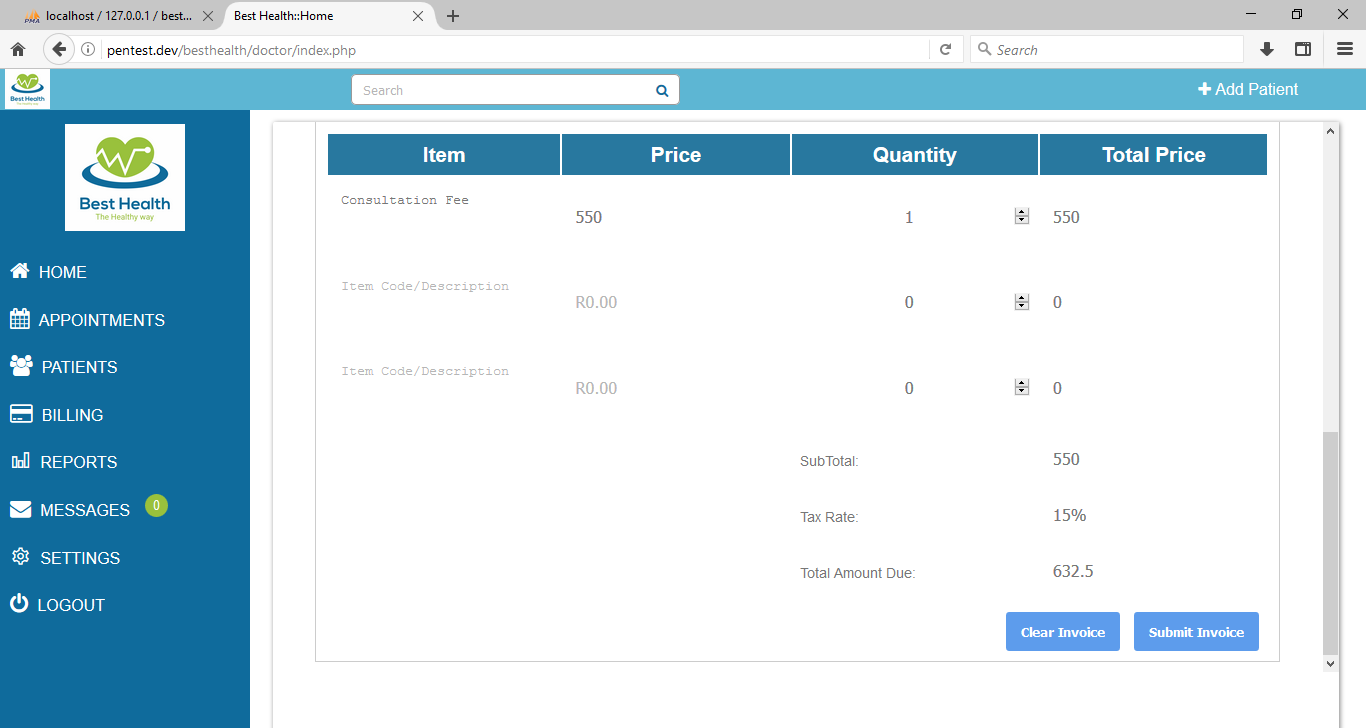 localhost / 127.0.0.1 / best...
Best Health::Home
pentest.dev/besthealth/doctor/index.php
Search
Best Health
Search
Add Patient
Best Health
The Healthy way
HOME
APPOINTMENTS
PATIENTS
BILLING
REPORTS
MESSAGES 0
SETTINGS
LOGOUT
Item Price Quantity Total Price
Consultation Fee 550 1 550
Item Code/Description R0.00 0 0
Item Code/Description R0.00 0 0
SubTotal: 550
Tax Rate: 15%
Total Amount Due: 632.5
Clear Invoice Submit Invoice